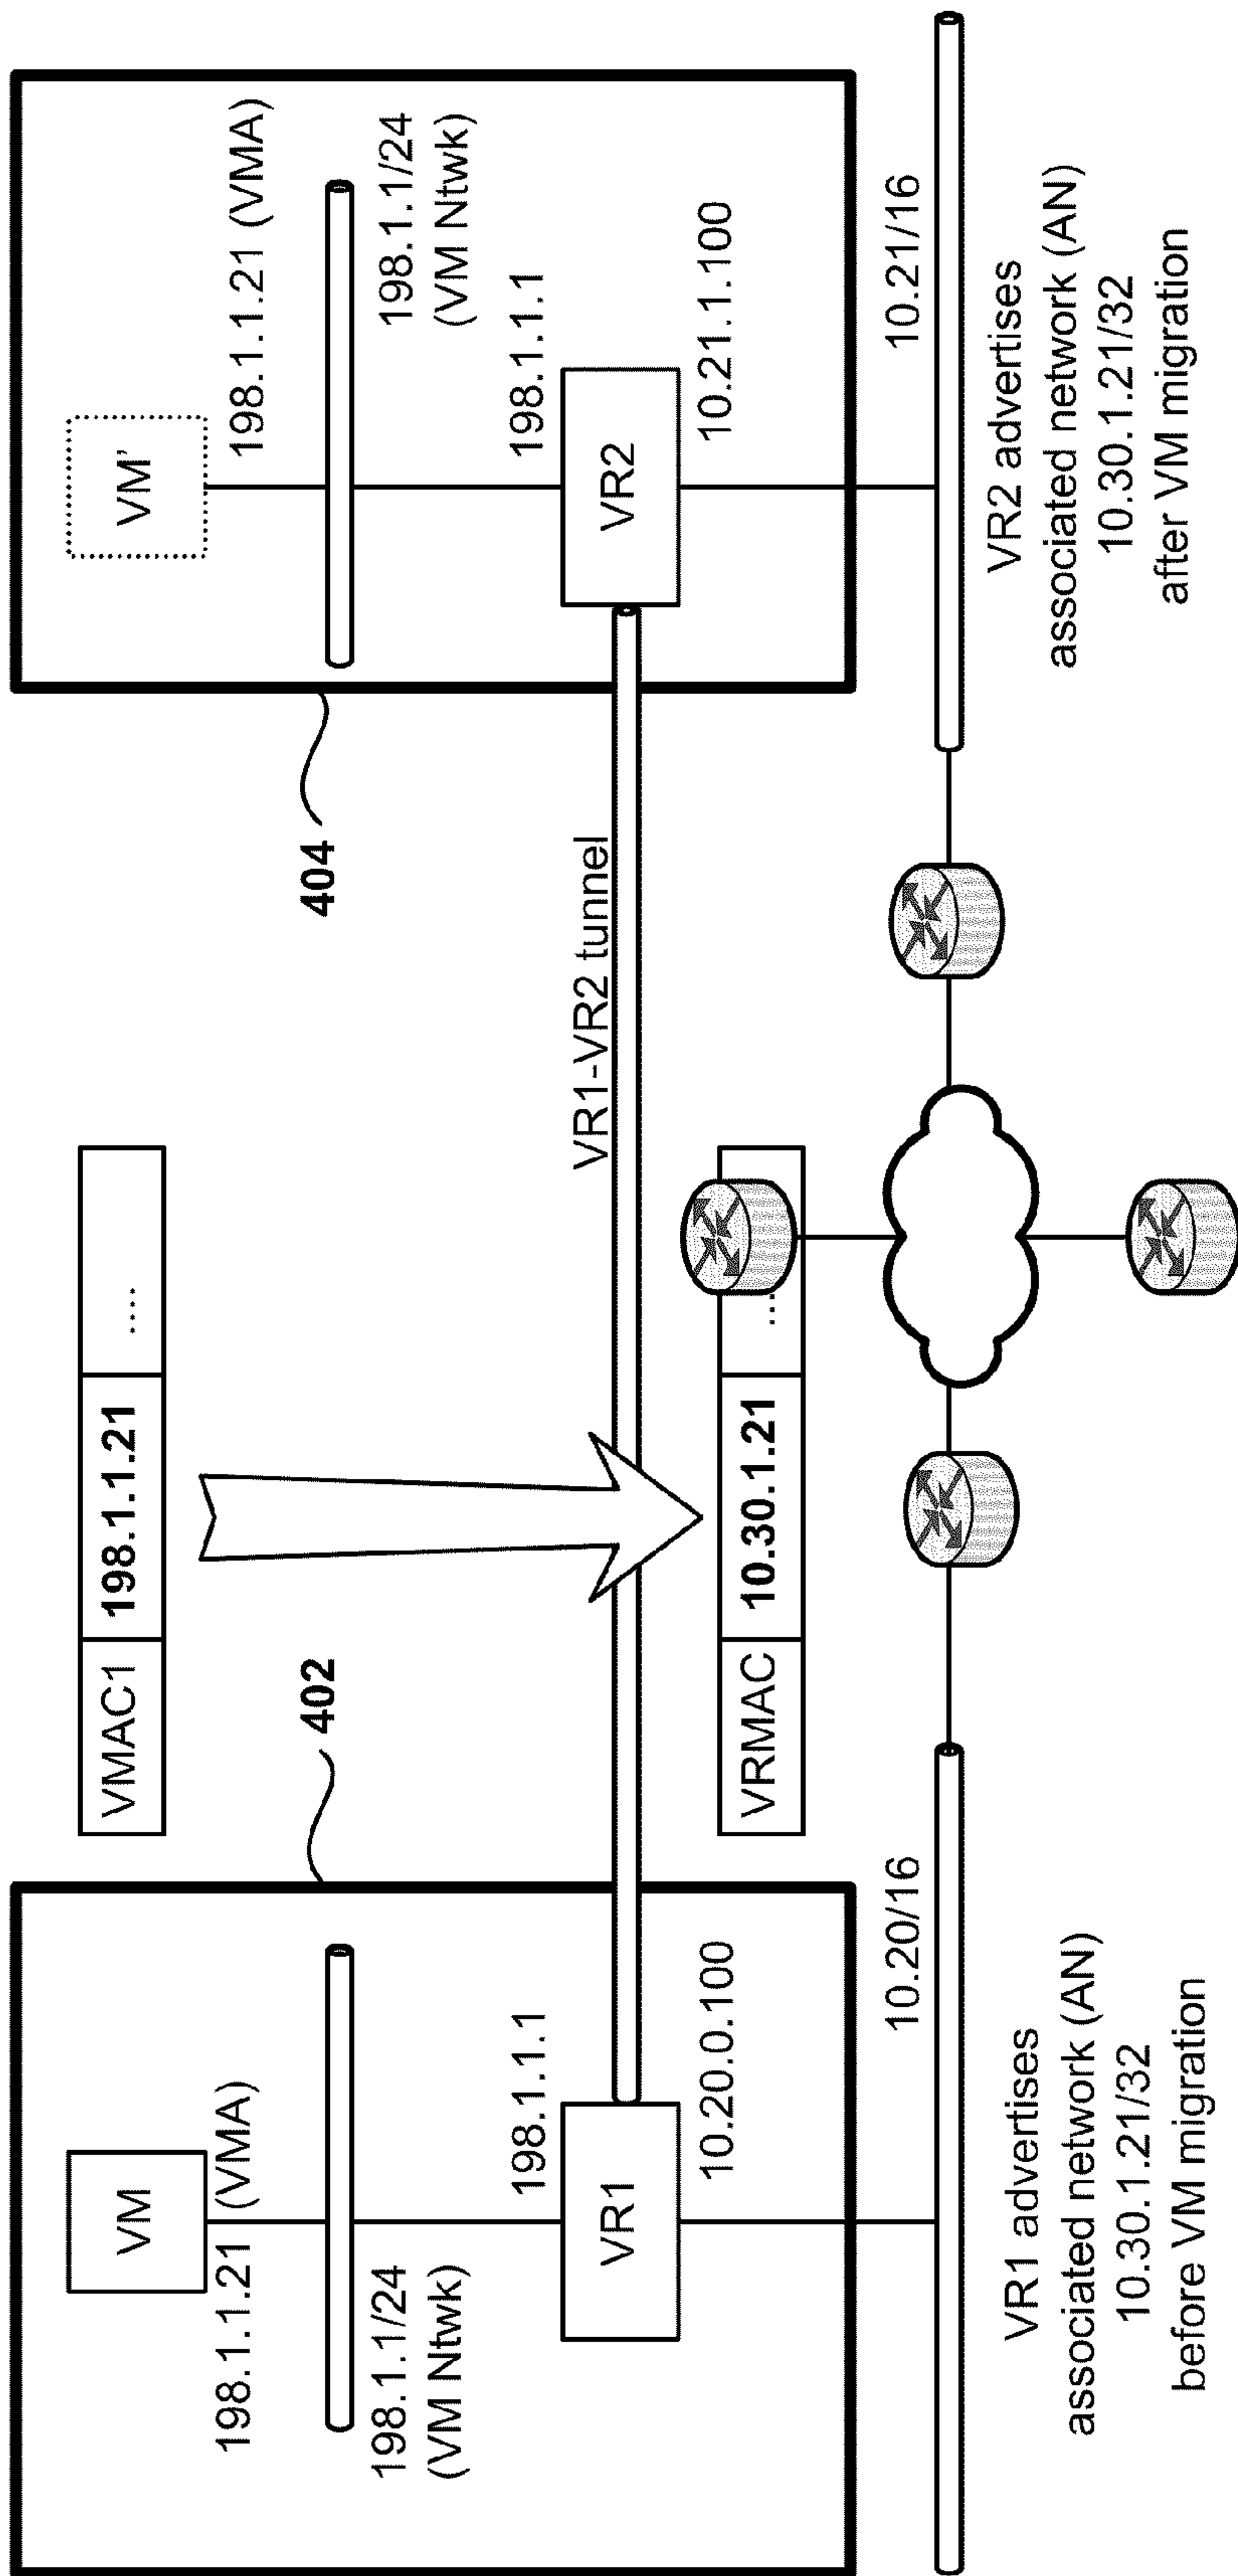 VM
198.1.1.21 (VMA)
198.1.1/24
(VM Ntwk)
198.1.1.1
VR1
10.20.0.100
402
10.20/16
VR1 advertises
associated network (AN)
10.30.1.21/32
before VM migration
VMAC1 198.1.1.21 ....
VR1-VR2 tunnel
VRMAC 10.30.1.21 ...
404
VM'
198.1.1.21 (VMA)
198.1.1/24
(VM Ntwk)
198.1.1.1
VR2
10.21.1.100
10.21/16
VR2 advertises
associated network (AN)
10.30.1.21/32
after VM migration